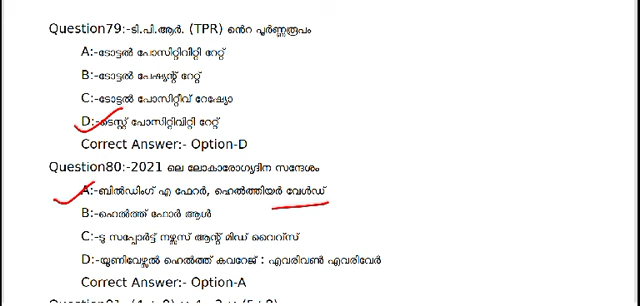 Question79:-ടി.പി.ആർ. (TPR) ൻെറ പൂർണ്ണരൂപം
A:-ടോട്ടൽ പോസിറ്റിവിറ്റി റേറ്റ്
B:-ടോട്ടൽ പേഷ്യന്റ് റേറ്റ്
C:-ടോട്ടൽ പോസിറ്റീവ് റേഷ്യോ
D:-ടെസ്റ്റ് പോസിറ്റിവിറ്റി റേറ്റ്
Correct Answer:- Option-D
Question80:-2021 ലെ ലോകാരോഗ്യദിന സന്ദേശം
A:-ബിൽഡിംഗ് എ ഫേറർ, ഹെൽത്തിയർ വേൾഡ്
B:-ഹെൽത്ത് ഫോർ ആൾ
C:-ടു സപ്പോർട്ട് നഴ്സസ് ആന്റ് മിഡ് വൈവ്സ്
D:-യൂണിവേഴ്സൽ ഹെൽത്ത് കവറേജ് : എവരിവൺ എവരിവേർ
Correct Answer:- Option-A